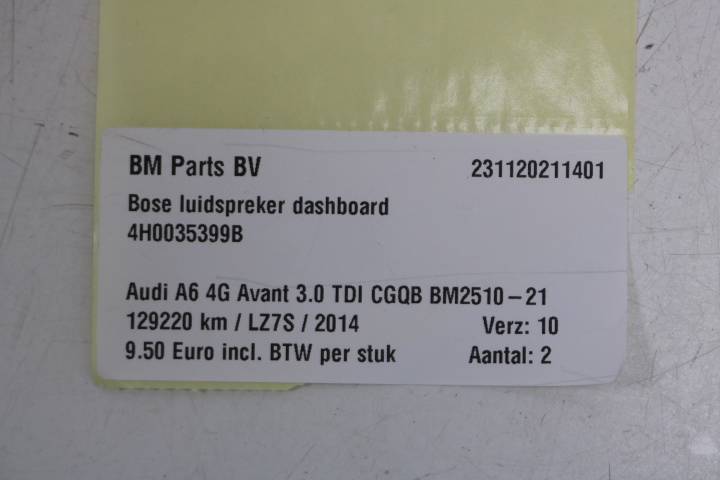 BM Parts BV 231120211401
Bose luidspreker dashboard
4H0035399B
Audi A6 4G Avant 3.0 TDI CGQB BM2510-21
129220 km / LZ7S / 2014 Verz: 10
9.50 Euro incl. BTW per stuk Aantal: 2